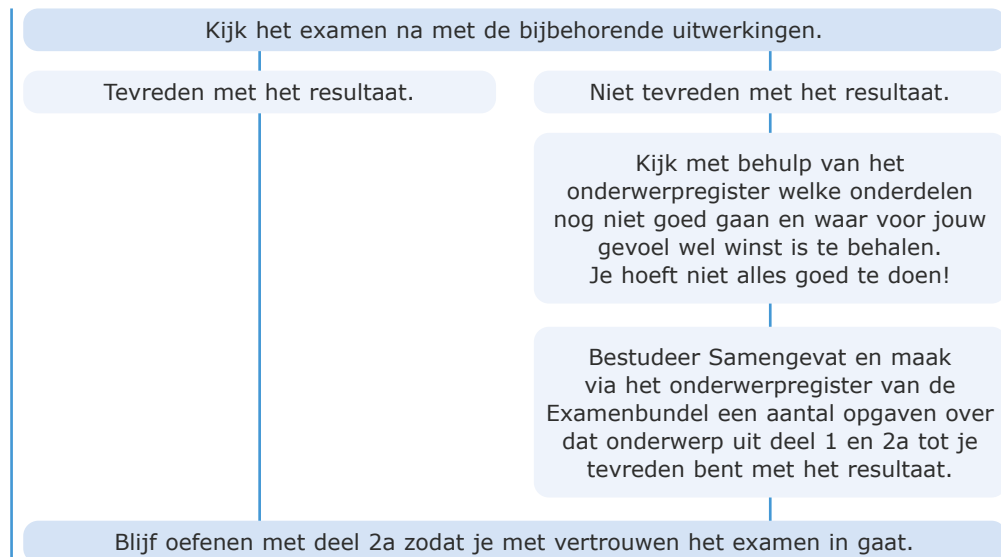 Kijk het examen na met de bijbehorende uitwerkingen.
Tevreden met het resultaat.
Niet tevreden met het resultaat.
Kijk met behulp van het
onderwerpregister welke onderdelen
nog niet goed gaan en waar voor jouw
gevoel wel winst is te behalen.
Je hoeft niet alles goed te doen!
Bestudeer Samengevat en maak
via het onderwerpregister van de
Examenbundel een aantal opgaven over
dat onderwerp uit deel 1 en 2a tot je
tevreden bent met het resultaat.
Blijf oefenen met deel 2a zodat je met vertrouwen het examen in gaat.